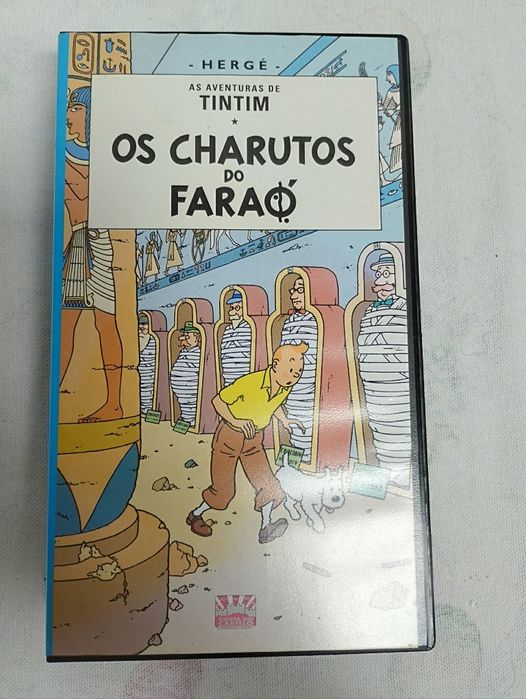 - HERGÉ -
AS AVENTURAS DE
TINTIM
OS CHARUTOS
DO
FARAÓ